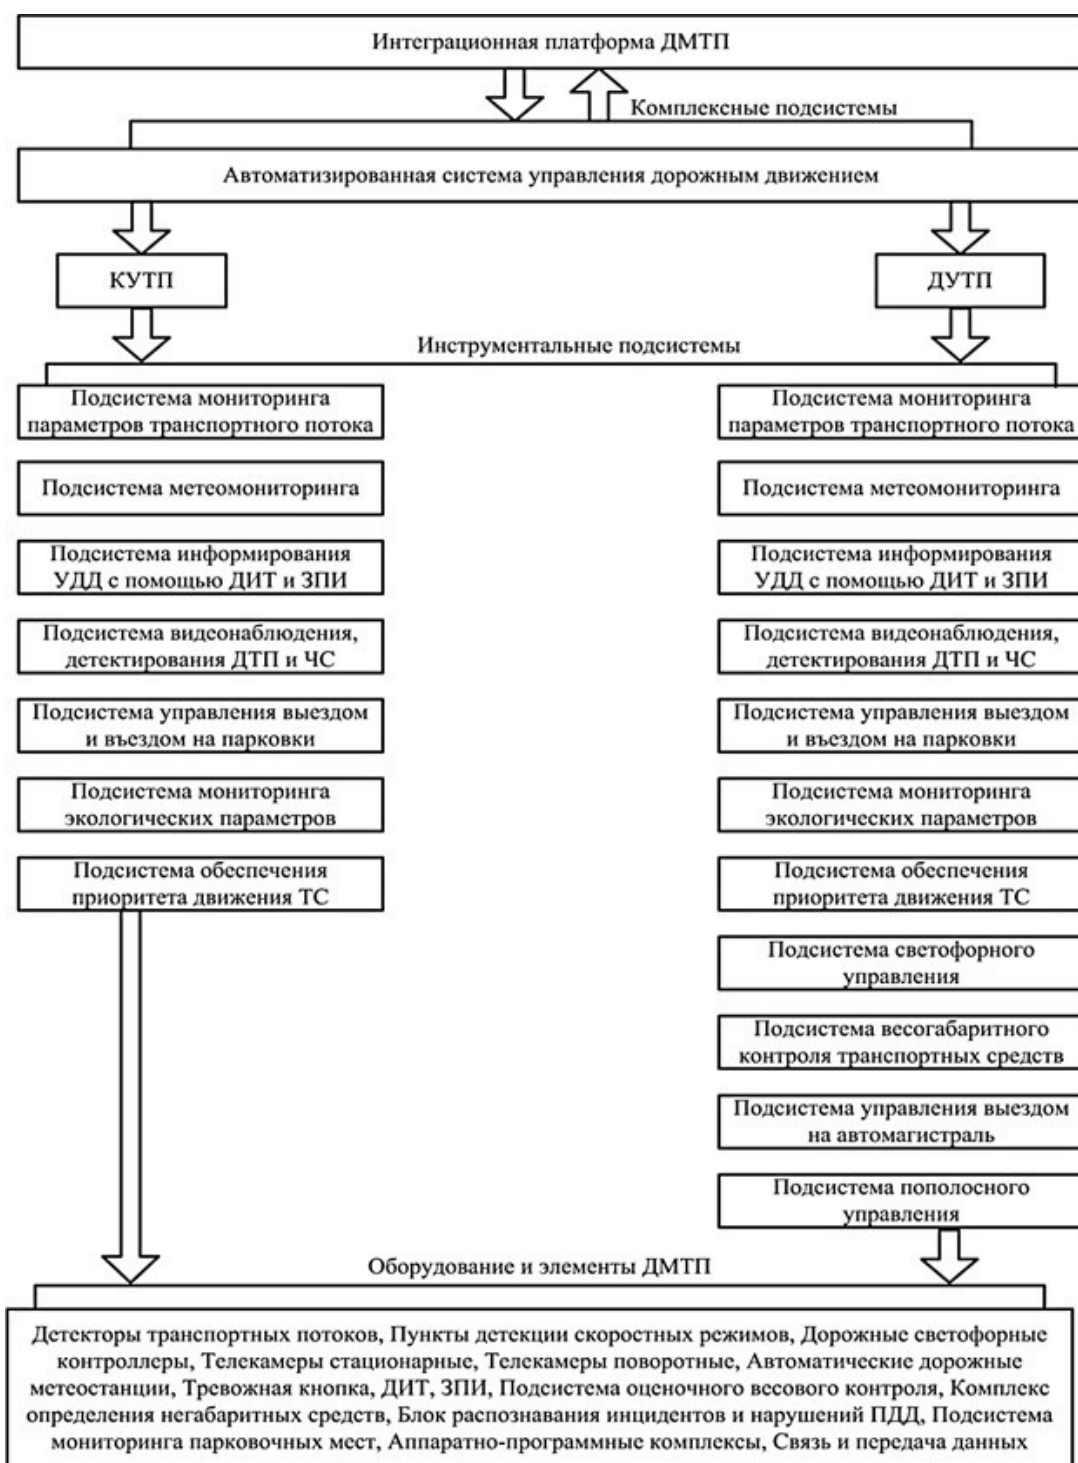 Интеграционная платформа ДМТП
Комплексные подсистемы
Автоматизированная система управления дорожным движением
КУТП
ДУТП
Инструментальные подсистемы
Подсистема мониторинга
параметров транспортного потока
Подсистема метеомониторинга
Подсистема информирования
УДД с помощью ДИТ и ЗПИ
Подсистема видеонаблюдения,
детектирования ДТП и ЧС
Подсистема управления выездом
и въездом на парковки
Подсистема мониторинга
экологических параметров
Подсистема обеспечения
приоритета движения ТС
Подсистема мониторинга
параметров транспортного потока
Подсистема метеомониторинга
Подсистема информирования
УДД с помощью ДИТ и ЗПИ
Подсистема видеонаблюдения,
детектирования ДТП и ЧС
Подсистема управления выездом
и въездом на парковки
Подсистема мониторинга
экологических параметров
Подсистема обеспечения
приоритета движения ТС
Подсистема светофорного
управления
Подсистема весогабаритного
контроля транспортных средств
Подсистема управления выездом
на автомагистраль
Подсистема пополосного
управления
Оборудование и элементы ДМТП
Детекторы транспортных потоков, Пункты детекции скоростных режимов, Дорожные светофорные
контроллеры, Телекамеры стационарные, Телекамеры поворотные, Автоматические дорожные
метеостанции, Тревожная кнопка, ДИТ, ЗПИ, Подсистема оценочного весового контроля, Комплекс
определения негабаритных средств, Блок распознавания инцидентов и нарушений ПДД, Подсистема
мониторинга парковочных мест, Аппаратно-программные комплексы, Связь и передача данных